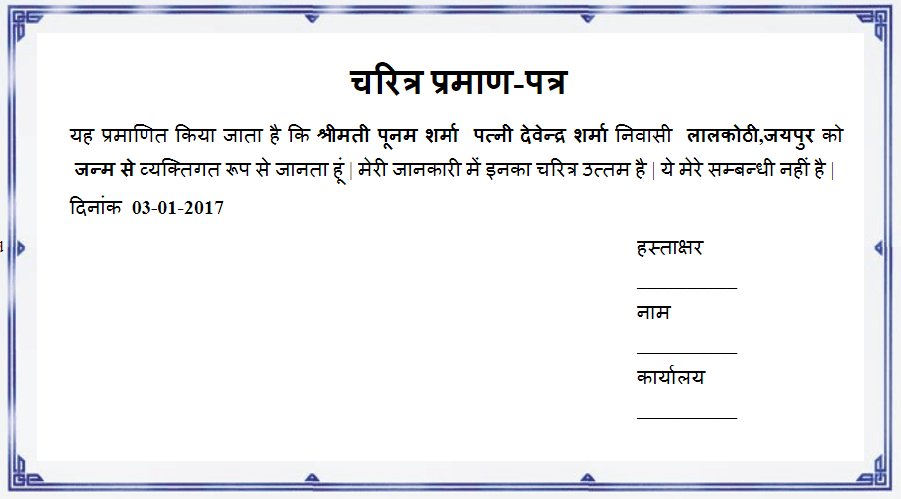 चरित्र प्रमाण-पत्र
यह प्रमाणित किया जाता है कि श्रीमती पूनम शर्मा पत्नी देवेन्द्र शर्मा निवासी लालकोठी,जयपुर को
जन्म से व्यक्तिगत रूप से जानता हूं | मेरी जानकारी में इनका चरित्र उत्तम है | ये मेरे सम्बन्धी नहीं है |
दिनांक 03-01-2017
हस्ताक्षर
__________
नाम
__________
कार्यालय
__________